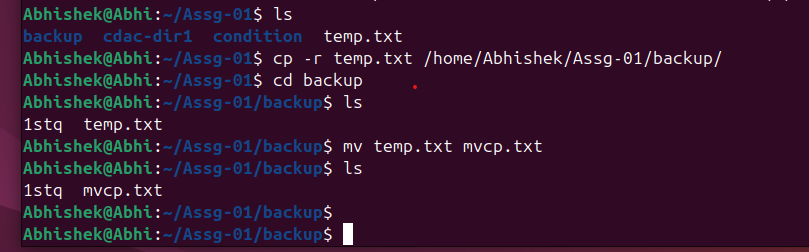 Abhishek@Abhi:~/Assg-01$ ls
backup  cdac-dir1  condition  temp.txt
Abhishek@Abhi:~/Assg-01$ cp -r temp.txt /home/Abhishek/Assg-01/backup/
Abhishek@Abhi:~/Assg-01$ cd backup
Abhishek@Abhi:~/Assg-01/backup$ ls
1stq  temp.txt
Abhishek@Abhi:~/Assg-01/backup$ mv temp.txt mvcp.txt
Abhishek@Abhi:~/Assg-01/backup$ ls
1stq  mvcp.txt
Abhishek@Abhi:~/Assg-01/backup$
Abhishek@Abhi:~/Assg-01/backup$